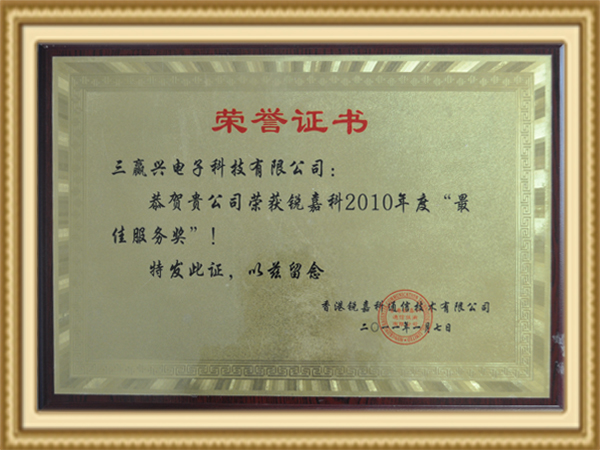 荣誉证书
三赢兴电子科技有限公司：
恭贺贵公司荣获锐嘉科2010年度“最
佳服务奖”！
特发此证，以兹留念
香港锐嘉科通信技术有限公司
二〇一一年一月七日